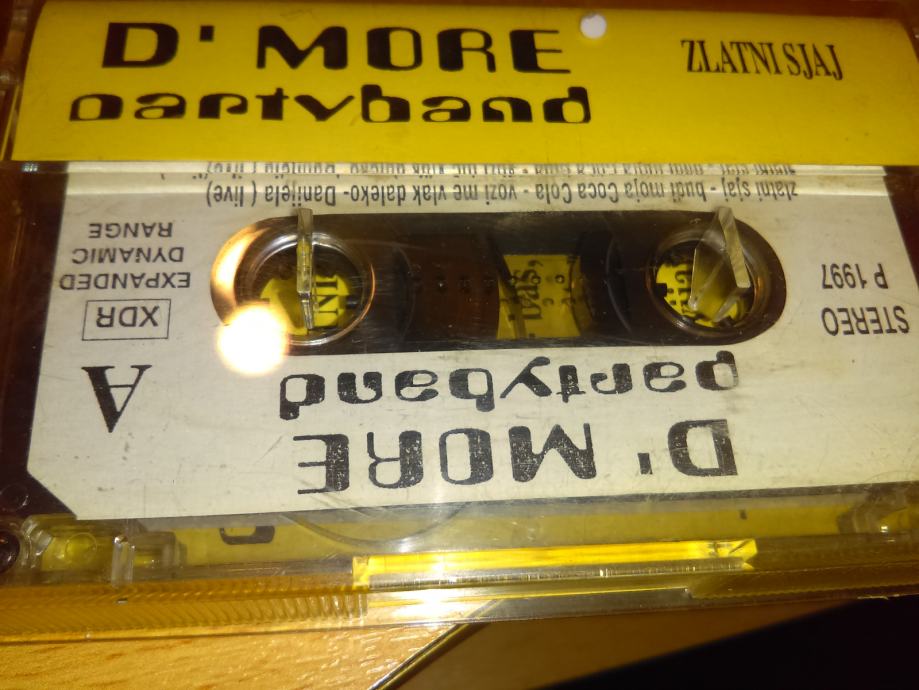 D' MORE
partyband
ZLATNI SJAJ
zlatni sjaj - budi moja Coca Cola - vozi me vlak daleko- Danijela ( live)
EXPANDED
DYNAMIC
RANGE
XDR
A
STEREO
P 1997
D' MORE
partyband